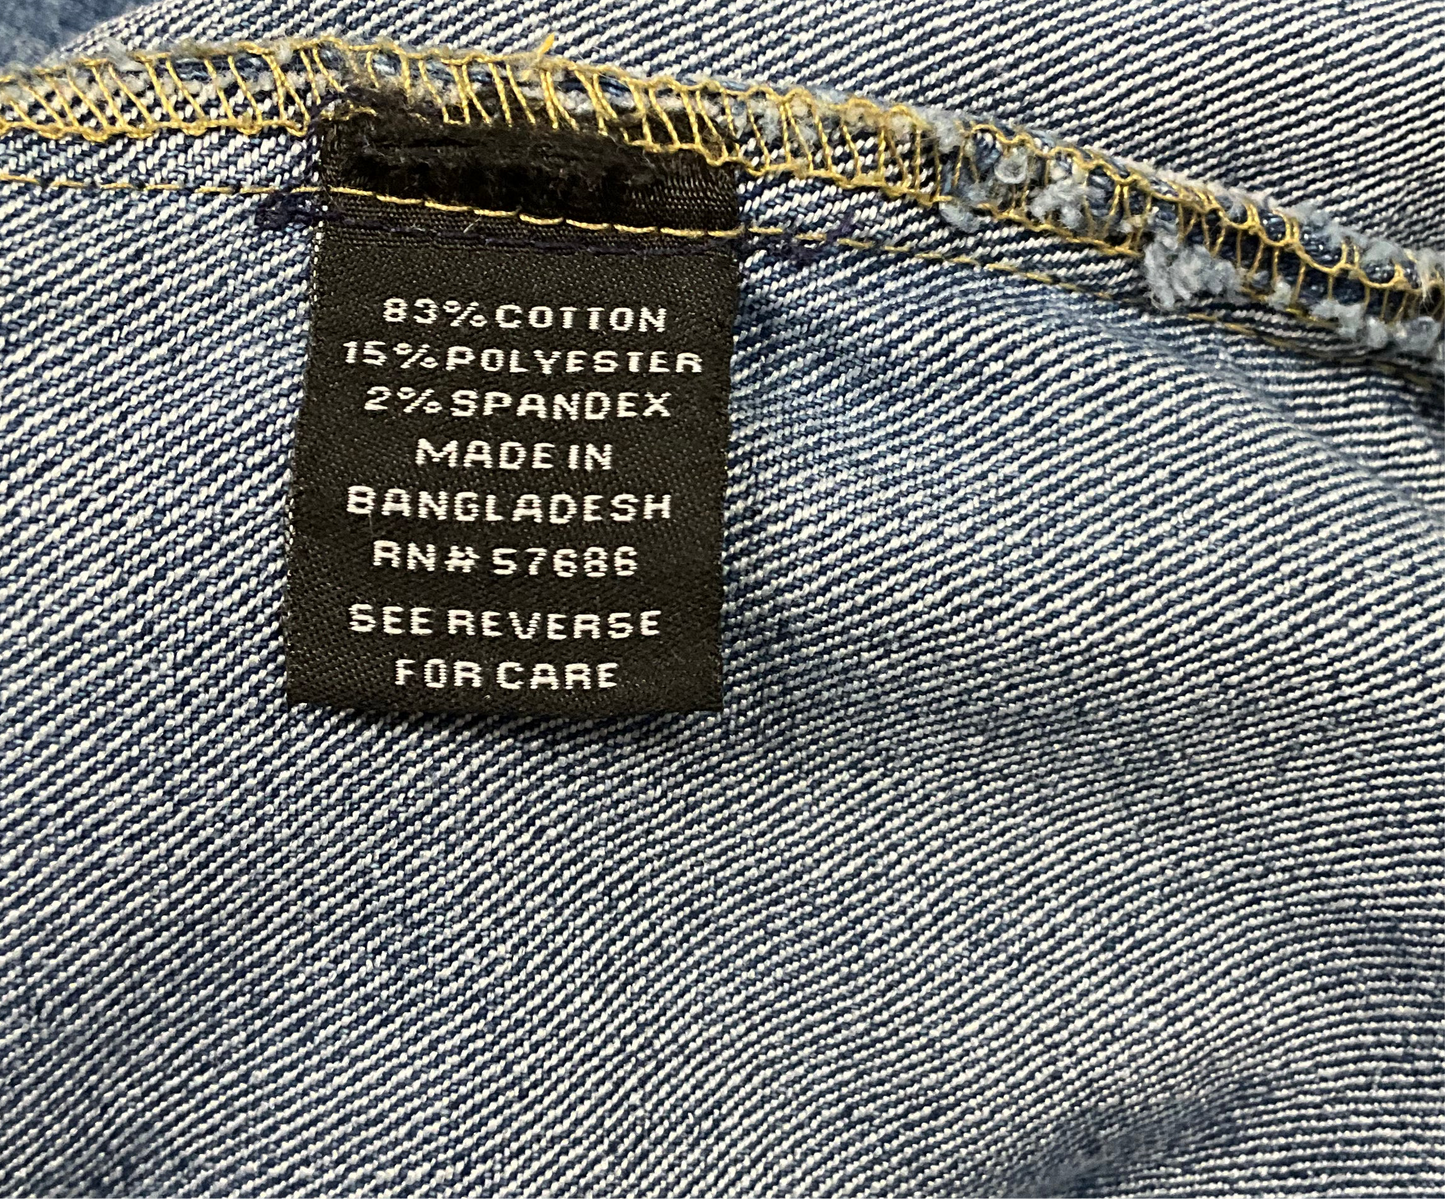 83% COTTON
15% POLYESTER
2% SPANDEX
MADE IN
BANGLADESH
RN# 57686
SEE REVERSE
FOR CARE